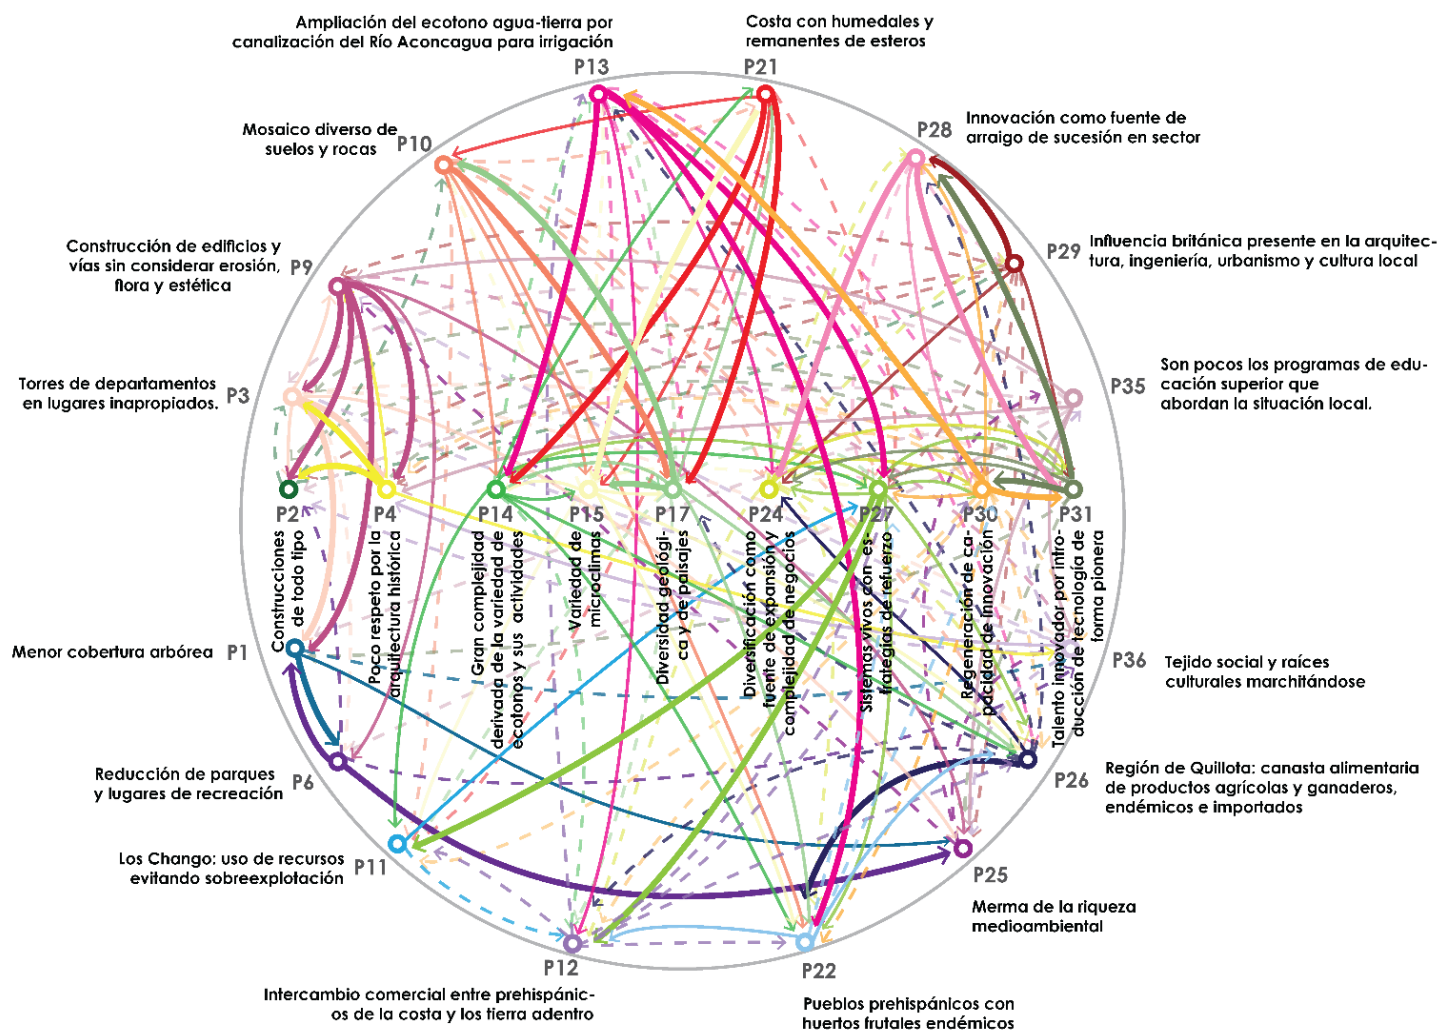 Ampliación del ecotono agua-tierra por
canalización del Río Aconcagua para irrigación
P13
Costa con humedales y
remanentes de esteros
P21
Mosaico diverso de
suelos y rocas
P10
P28
Innovación como fuente de
arraigo de sucesión en sector
Construcción de edificios y
vías sin considerar erosión,
flora y estética
P9
P29
Influencia británica presente en la arquitec-
tura, ingeniería, urbanismo y cultura local
Torres de departamentos
en lugares inapropiados.
P3
P35
Son pocos los programas de edu-
cación superior que
abordan la situación local.
P2
Construcciones
de todo tipo
P4
Poco respeto por la
arquitectura histórica
P14
Gran complejidad
derivada de la variedad de
ecotonos y sus actividades
P15
Variedad de
microclimas
P17
Diversidad geológi-
ca y de paisajes
P24
Diversificación como
fuente de expansión y
complejidad de negocios
P27
Sistemas vivos con es-
trategias de refuerzo
P30
Regeneración de ca-
pacidad de innovación
P31
Talento innovador por intro-
ducción de tecnología de
forma pionera
Menor cobertura arbórea
P1
P36
Tejido social y raíces
culturales marchitándose
Reducción de parques
y lugares de recreación
P6
P26
Región de Quillota: canasta alimentaria
de productos agrícolas y ganaderos,
endémicos e importados
Los Chango: uso de recursos
evitando sobreexplotación
P11
P25
Merma de la riqueza
medioambiental
P12
Intercambio comercial entre prehispánic-
os de la costa y los tierra adentro
P22
Pueblos prehispánicos con
huertos frutales endémicos